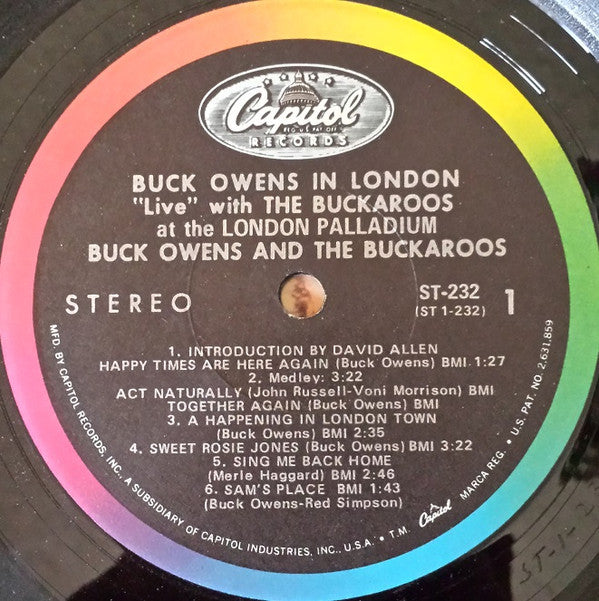 Capitol
REG. U.S. PAT. OFF.
RECORDS
BUCK OWENS IN LONDON
"Live" with THE BUCKAROOS
at the LONDON PALLADIUM
BUCK OWENS AND THE BUCKAROOS
STEREO
ST-232
(ST 1-232)
1
1. INTRODUCTION BY DAVID ALLEN
HAPPY TIMES ARE HERE AGAIN (Buck Owens) BMI 1:27
2. Medley: 3:22
ACT NATURALLY (John Russell-Voni Morrison) BMI
TOGETHER AGAIN (Buck Owens) BMI
3. A HAPPENING IN LONDON TOWN
(Buck Owens) BMI 2:35
4. SWEET ROSIE JONES (Buck Owens) BMI 3:22
5. SING ME BACK HOME
(Merle Haggard) BMI 2:46
6. SAM'S PLACE BMI 1:43
(Buck Owens-Red Simpson)
MFD. BY CAPITOL RECORDS, INC., A SUBSIDIARY OF CAPITOL INDUSTRIES, INC., U.S.A. • T.M. Capitol MARCA REG. • U.S. PAT. NO. 2,631,859